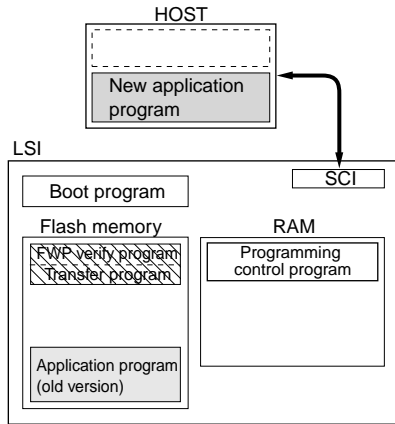 HOST
New application
program
LSI
SCI
Boot program
Flash memory
RAM
FWP verify program
Transfer program
Programming
control program
Application program
(old version)